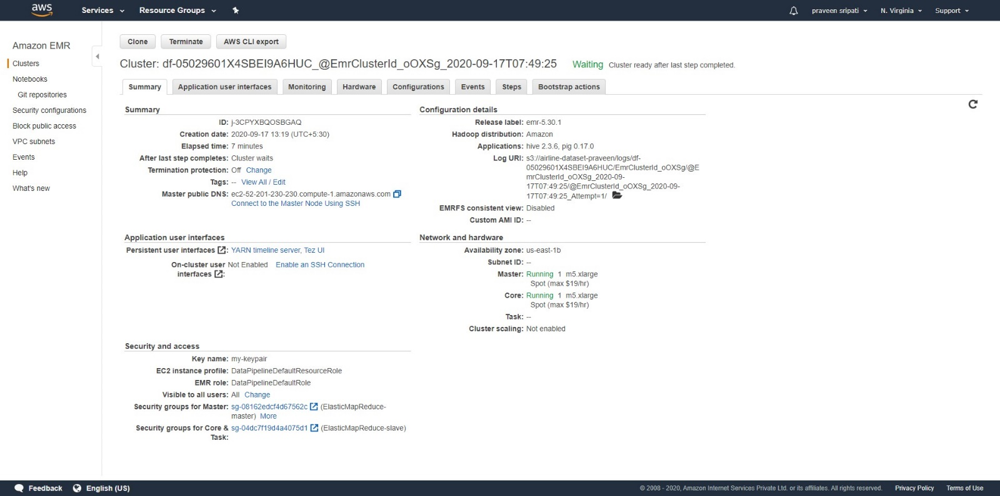 aws Services Resource Groups praveen sripati N. Virginia Support
Amazon EMR
Clusters
Notebooks
Git repositories
Security configurations
Block public access
VPC subnets
Events
Help
What's new
Clone Terminate AWS CLI export
Cluster: df-05029601X4SBEI9A6HUC_@EmrClusterId_oOXSg_2020-09-17T07:49:25 Waiting Cluster ready after last step completed.
Summary Application user interfaces Monitoring Hardware Configurations Events Steps Bootstrap actions
Summary
ID: j-3CPYXBQOSBGAQ
Creation date: 2020-09-17 13:19 (UTC+5:30)
Elapsed time: 7 minutes
After last step completes: Cluster waits
Termination protection: Off Change
Tags: -- View All / Edit
Master public DNS: ec2-52-201-230-230.compute-1.amazonaws.com
Connect to the Master Node Using SSH
Configuration details
Release label: emr-5.30.1
Hadoop distribution: Amazon
Applications: hive 2.3.6, pig 0.17.0
Log URI: s3://airline-dataset-praveen/logs/df-
05029601X4SBEI9A6HUC/EmrClusterId_oOXSg/@E
mrClusterId_oOXSg_2020-09-
17T07:49:25/@EmrClusterId_oOXSg_2020-09-
17T07:49:25_Attempt=1/
EMRFS consistent view: Disabled
Custom AMI ID: --
Application user interfaces
Persistent user interfaces : YARN timeline server, Tez UI
On-cluster user Not Enabled Enable an SSH Connection
interfaces :
Network and hardware
Availability zone: us-east-1b
Subnet ID: --
Master: Running 1 m5.xlarge
Spot (max $19/hr)
Core: Running 1 m5.xlarge
Spot (max $19/hr)
Task: --
Cluster scaling: Not enabled
Security and access
Key name: my-keypair
EC2 instance profile: DataPipelineDefaultResourceRole
EMR role: DataPipelineDefaultRole
Visible to all users: All Change
Security groups for Master: sg-08162edcf4d67562c (ElasticMapReduce-
master) More
Security groups for Core & sg-04dc7f19d4a4075d1 (ElasticMapReduce-slave)
Task:
Feedback English (US) © 2008 - 2020, Amazon Internet Services Private Ltd. or its affiliates. All rights reserved. Privacy Policy Terms of Use